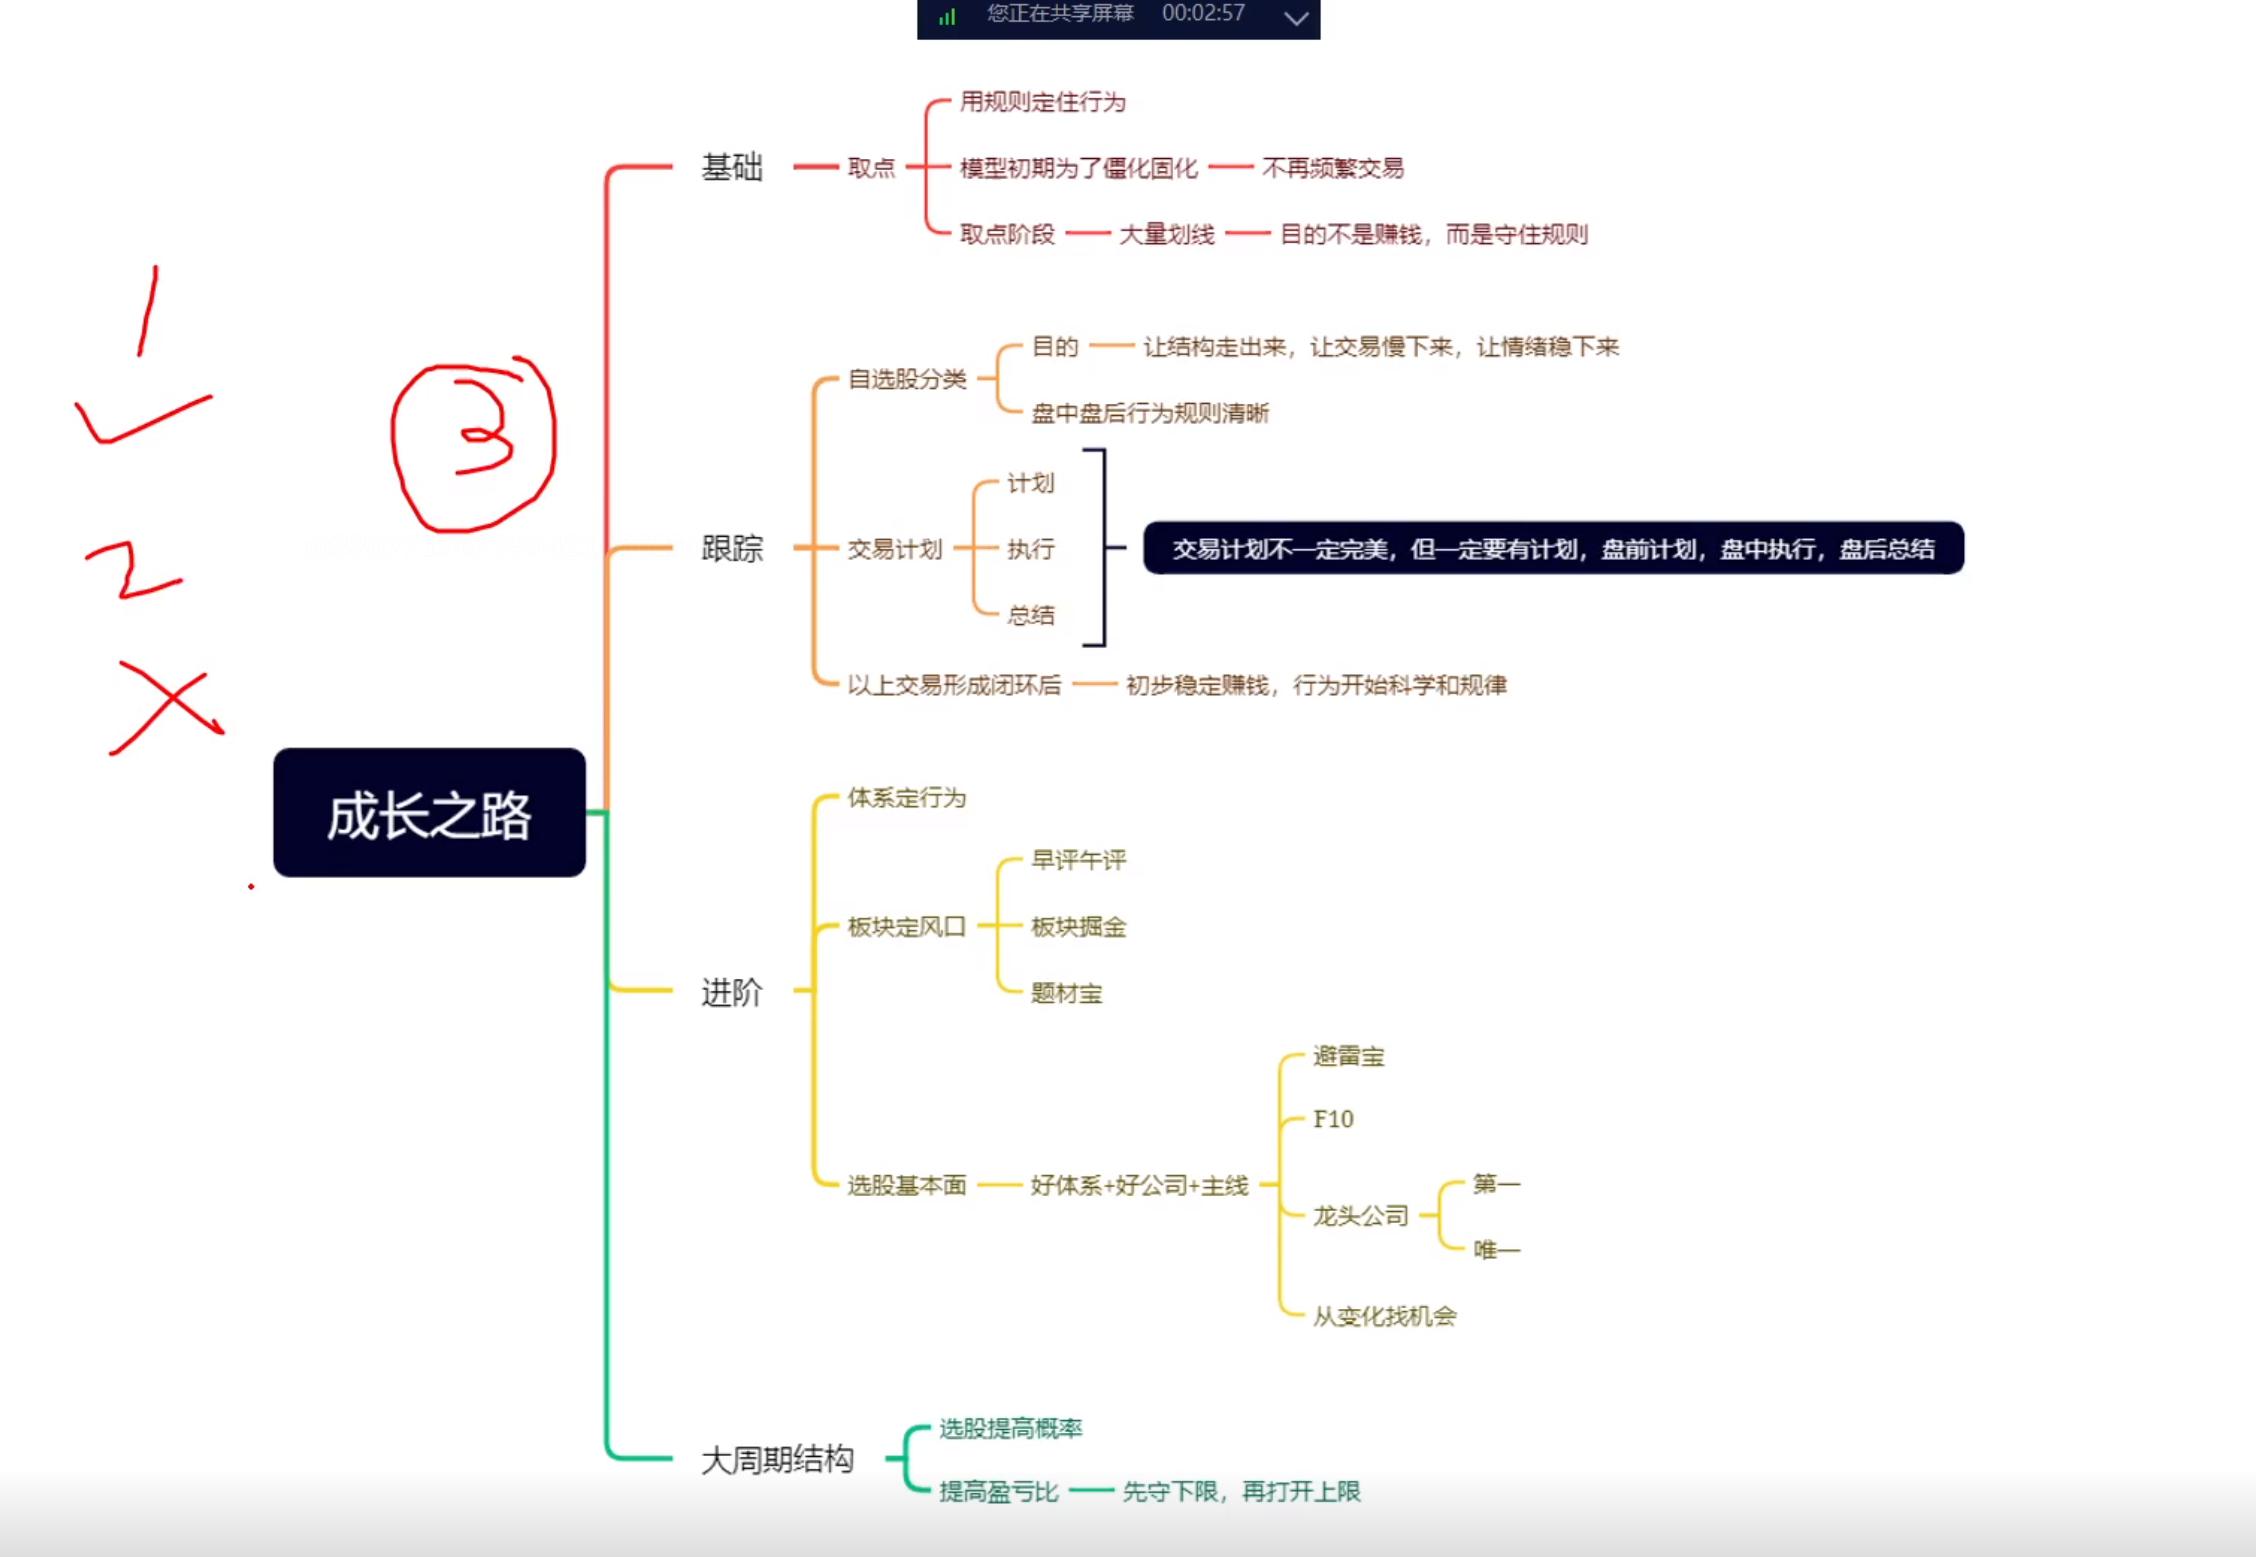 您正在共享屏幕 00:02:57
成长之路
1
2
3
基础
取点
用规则定住行为
模型初期为了僵化固化
不再频繁交易
取点阶段
大量划线
目的不是赚钱，而是守住规则
跟踪
自选股分类
目的
让结构走出来，让交易慢下来，让情绪稳下来
盘中盘后行为规则清晰
交易计划
计划
执行
总结
交易计划不一定完美，但一定要有计划，盘前计划，盘中执行，盘后总结
以上交易形成闭环后
初步稳定赚钱，行为开始科学和规律
进阶
体系定行为
板块定风口
早评午评
板块掘金
题材宝
选股基本面
好体系+好公司+主线
避雷宝
F10
龙头公司
第一
唯一
从变化找机会
大周期结构
选股提高概率
提高盈亏比
先守下限，再打开上限